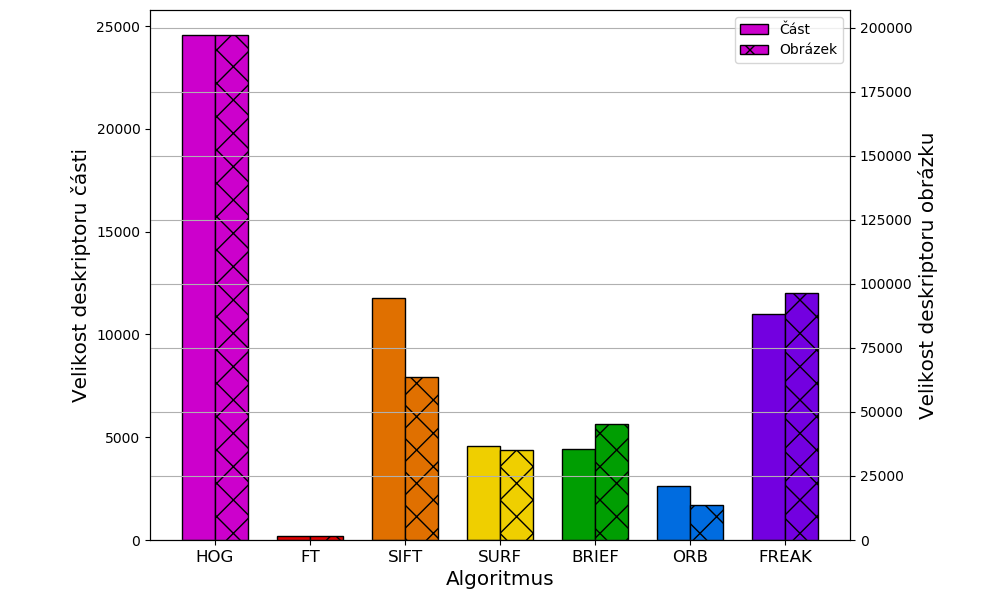 Velikost deskriptoru části
25000
20000
15000
10000
5000
0
Část
Obrázek
200000
175000
150000
125000
100000
75000
50000
25000
0
Velikost deskriptoru obrázku
HOG FT SIFT SURF BRIEF ORB FREAK
Algoritmus